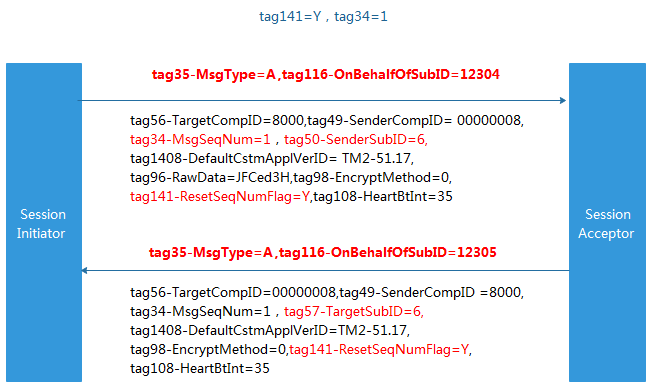 tag141=Y，tag34=1
tag35-MsgType=A,tag116-OnBehalfOfSubID=12304
tag56-TargetCompID=8000,tag49-SenderCompID= 00000008,
tag34-MsgSeqNum=1，tag50-SenderSubID=6,
tag1408-DefaultCstmApplVerID= TM2-51.17,
tag96-RawData=JFCed3H,tag98-EncryptMethod=0,
tag141-ResetSeqNumFlag=Y,tag108-HeartBtInt=35
Session
Initiator
Session
Acceptor
tag35-MsgType=A,tag116-OnBehalfOfSubID=12305
tag56-TargetCompID=00000008,tag49-SenderCompID =8000,
tag34-MsgSeqNum=1，tag57-TargetSubID=6,
tag1408-DefaultCstmApplVerID=TM2-51.17,
tag98-EncryptMethod=0,tag141-ResetSeqNumFlag=Y,
tag108-HeartBtInt=35